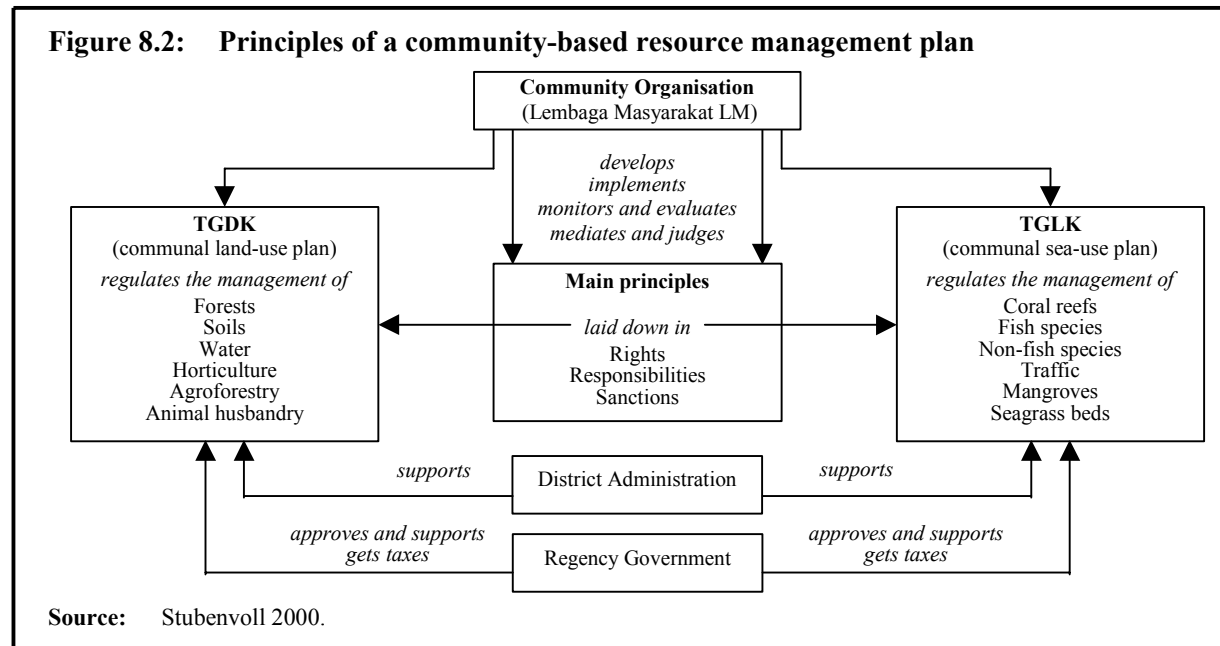 Figure 8.2: Principles of a community-based resource management plan
Community Organisation
(Lembaga Masyarakat LM)
develops
implements
monitors and evaluates
mediates and judges
TGDK
(communal land-use plan)
regulates the management of
Forests
Soils
Water
Horticulture
Agroforestry
Animal husbandry
Main principles
laid down in
Rights
Responsibilities
Sanctions
TGLK
(communal sea-use plan)
regulates the management of
Coral reefs
Fish species
Non-fish species
Traffic
Mangroves
Seagrass beds
supports
District Administration
supports
approves and supports
gets taxes
Regency Government
approves and supports
gets taxes
Source: Stubenvoll 2000.